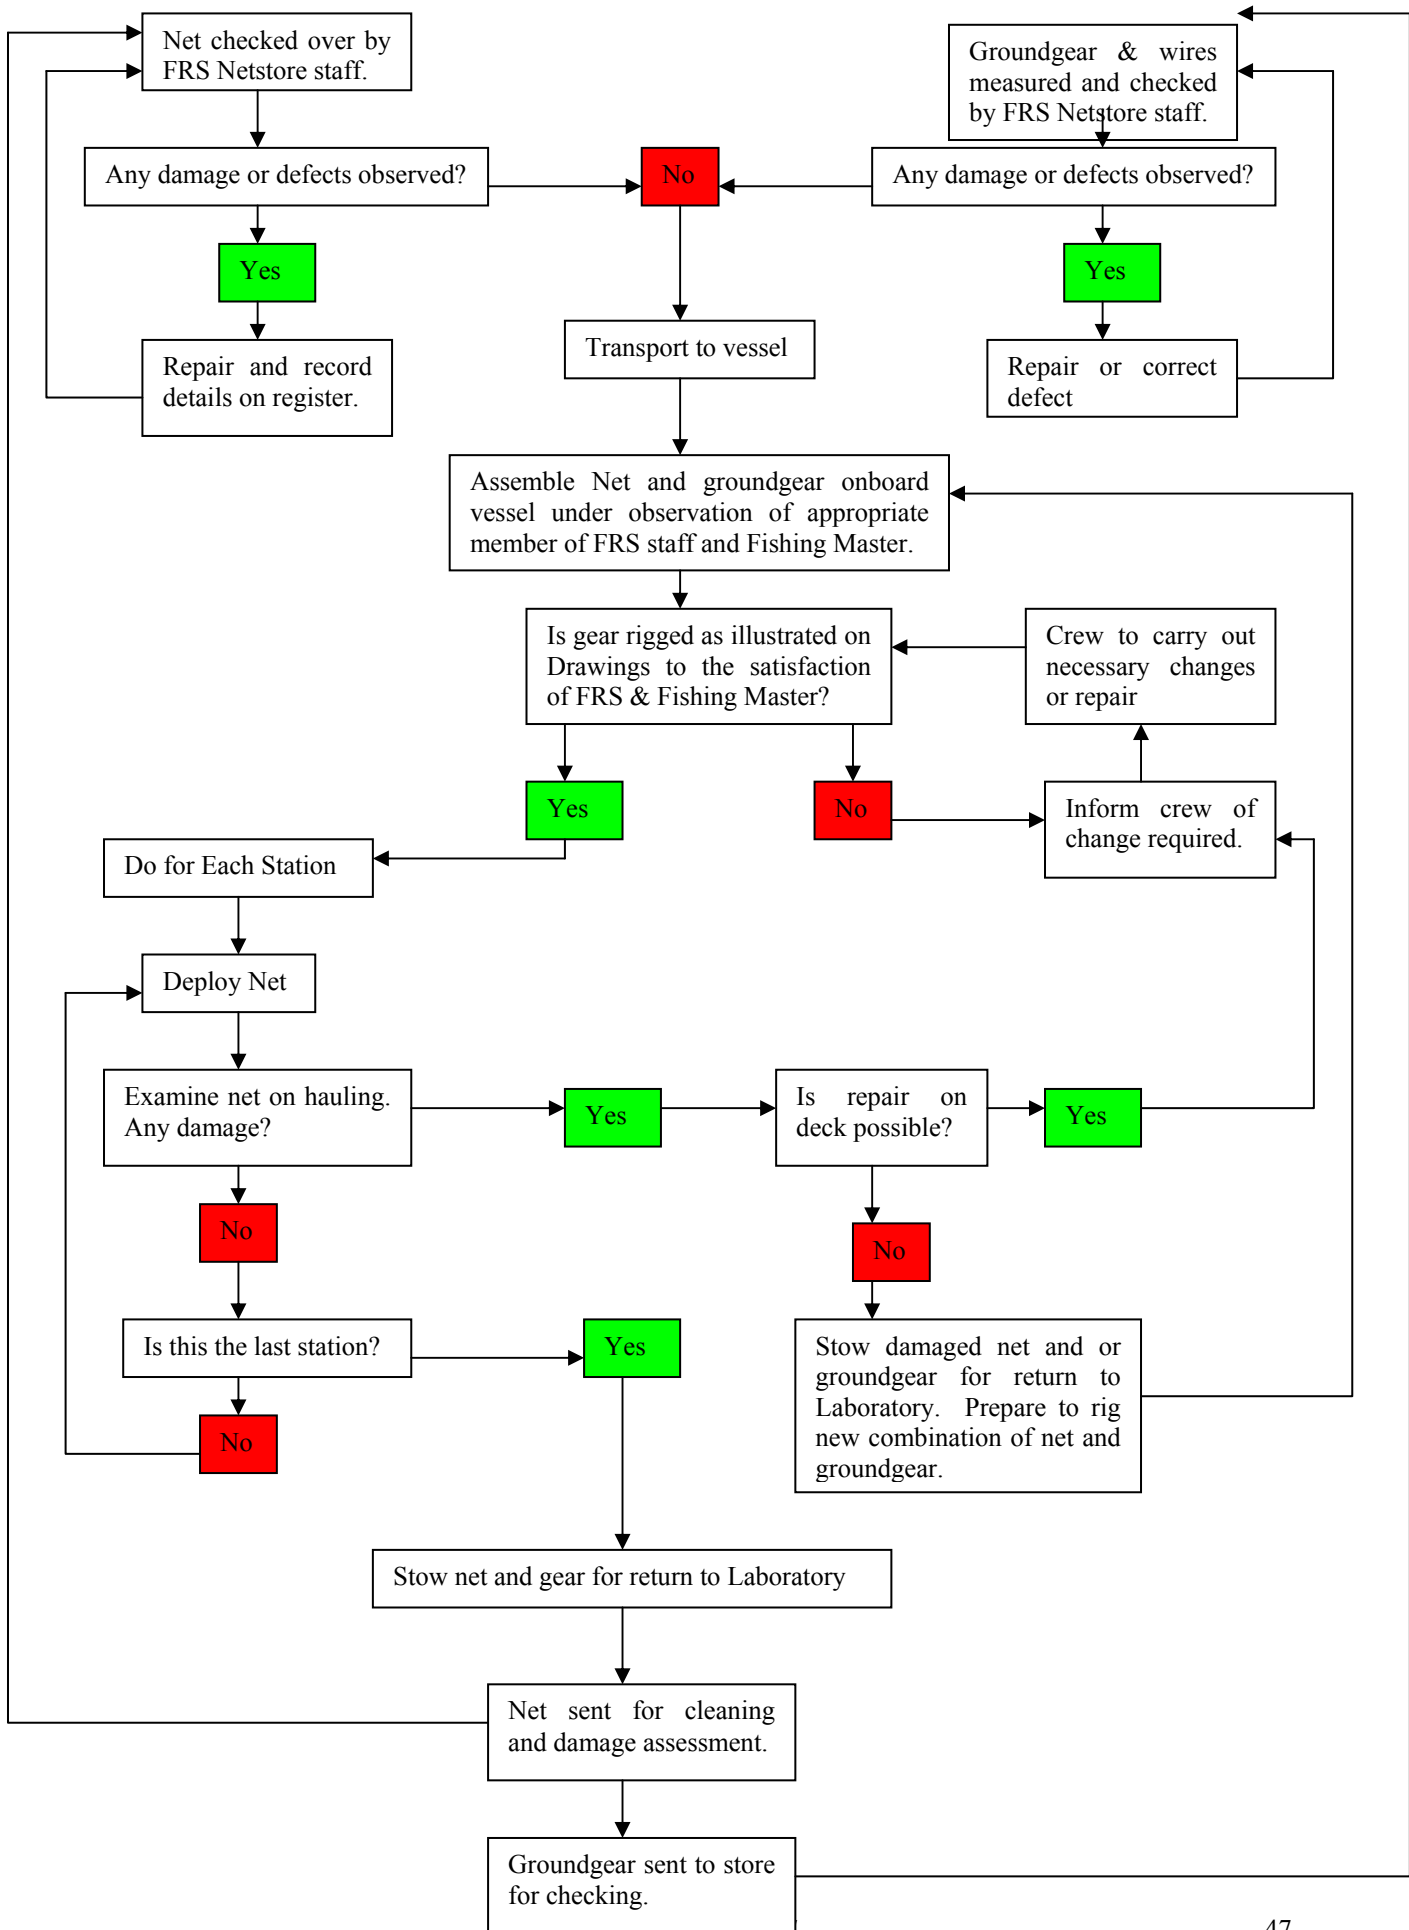 Net checked over by
FRS Netstore staff.
Groundgear & wires
measured and checked
by FRS Netstore staff.
Any damage or defects observed?
No
Any damage or defects observed?
Yes
Yes
Repair and record
details on register.
Transport to vessel
Repair or correct
defect
Assemble Net and groundgear onboard
vessel under observation of appropriate
member of FRS staff and Fishing Master.
Is gear rigged as illustrated on
Drawings to the satisfaction
of FRS & Fishing Master?
Crew to carry out
necessary changes
or repair
Yes
No
Inform crew of
change required.
Do for Each Station
Deploy Net
Examine net on hauling.
Any damage?
Yes
Is repair on
deck possible?
Yes
No
No
Is this the last station?
Yes
Stow damaged net and or
groundgear for return to
Laboratory. Prepare to rig
new combination of net and
groundgear.
No
Stow net and gear for return to Laboratory
Net sent for cleaning
and damage assessment.
Groundgear sent to store
for checking.
47